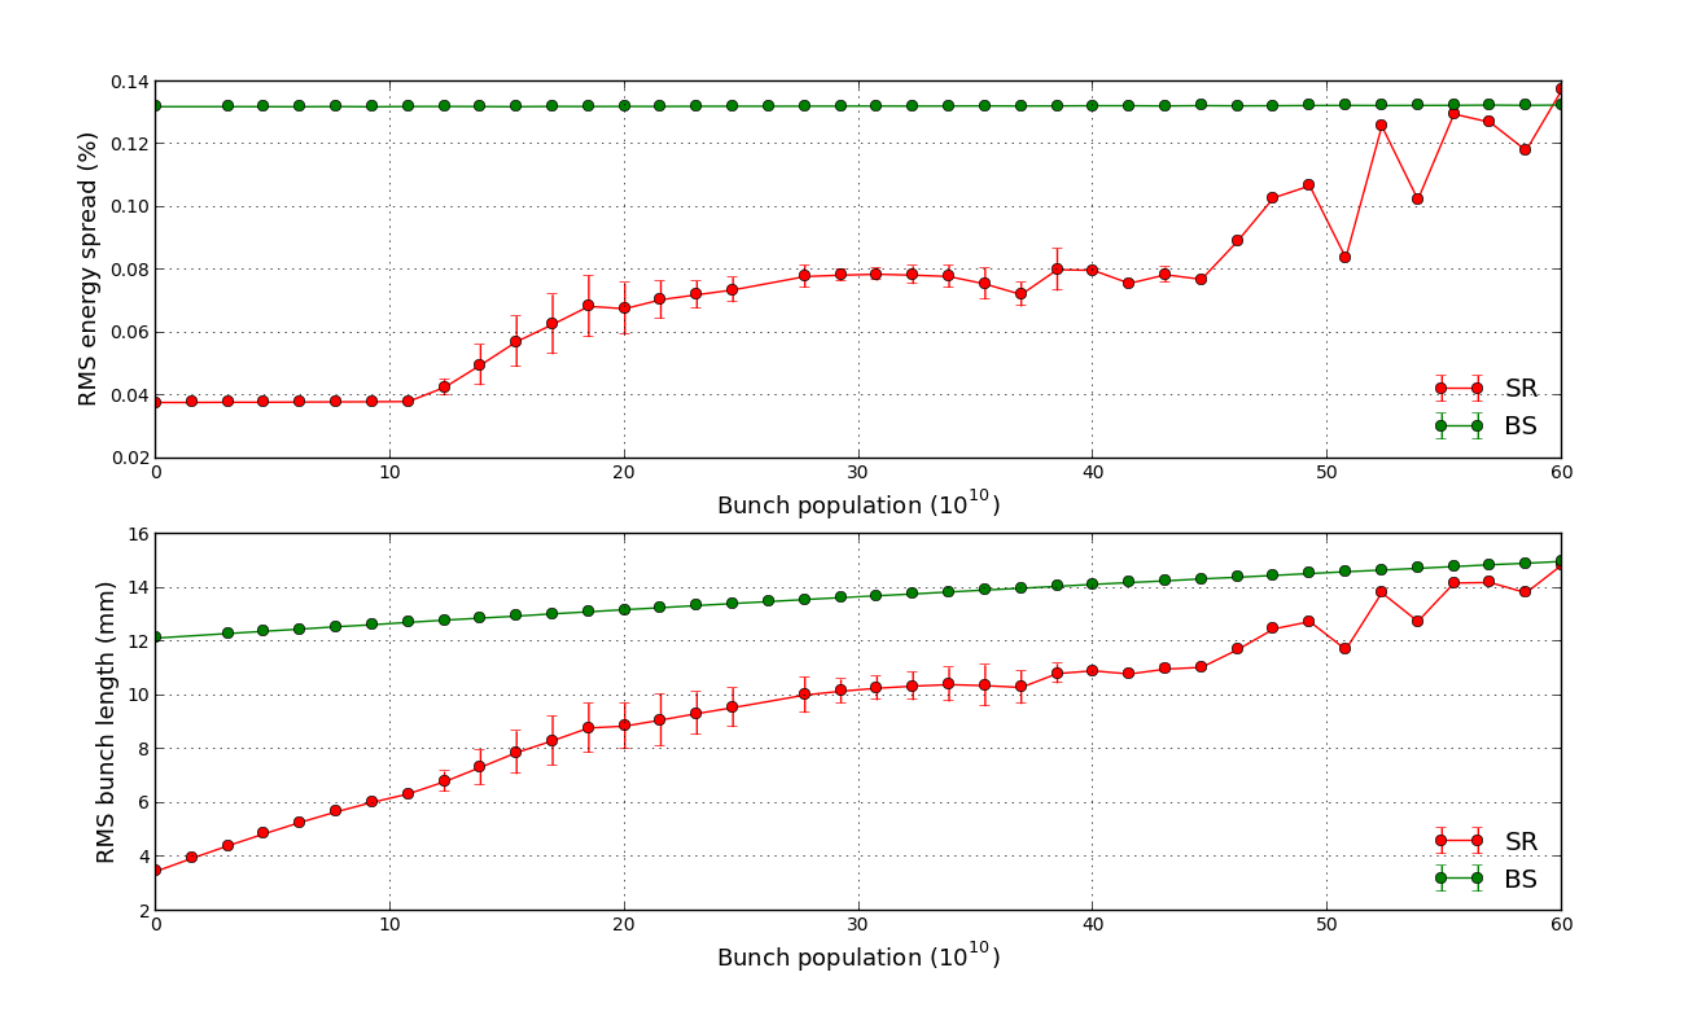 0.14
0.12
0.10
0.08
0.06
0.04
0.02
RMS energy spread (%)
SR
BS
0 10 20 30 40 50 60
Bunch population (10^10)
16
14
12
10
8
6
4
2
RMS bunch length (mm)
SR
BS
0 10 20 30 40 50 60
Bunch population (10^10)